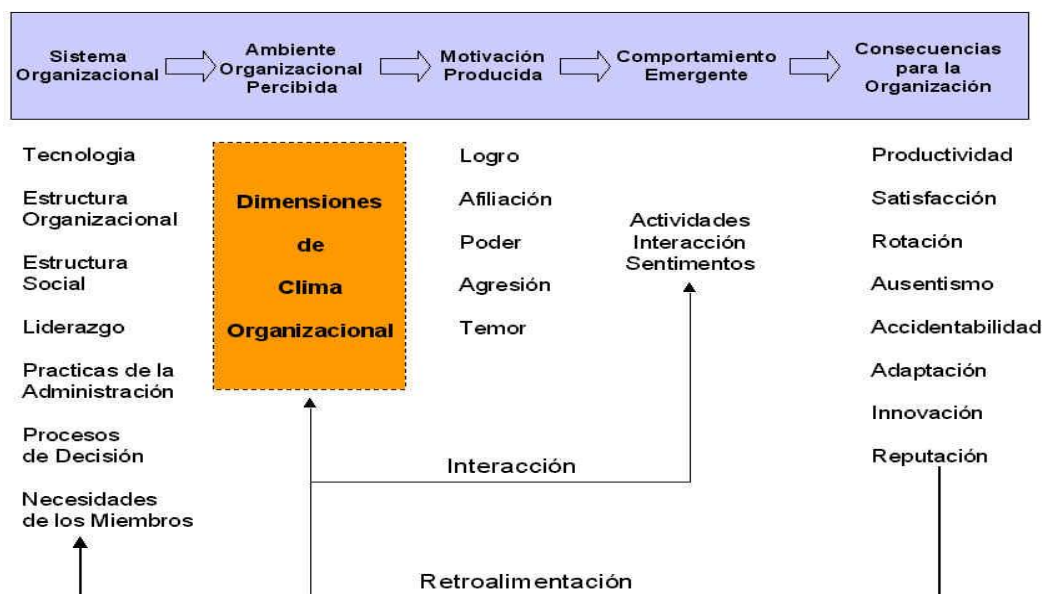 Sistema
Organizacional
Ambiente
Organizacional
Percibida
Motivación
Producida
Comportamiento
Emergente
Consecuencias
para la
Organización
Tecnologia
Estructura
Organizacional
Estructura
Social
Liderazgo
Practicas de la
Administración
Procesos
de Decisión
Necesidades
de los Miembros
Dimensiones
de
Clima
Organizacional
Logro
Afiliación
Poder
Agresión
Temor
Actividades
Interacción
Sentimentos
Productividad
Satisfacción
Rotación
Ausentismo
Accidentabilidad
Adaptación
Innovación
Reputación
Interacción
Retroalimentación